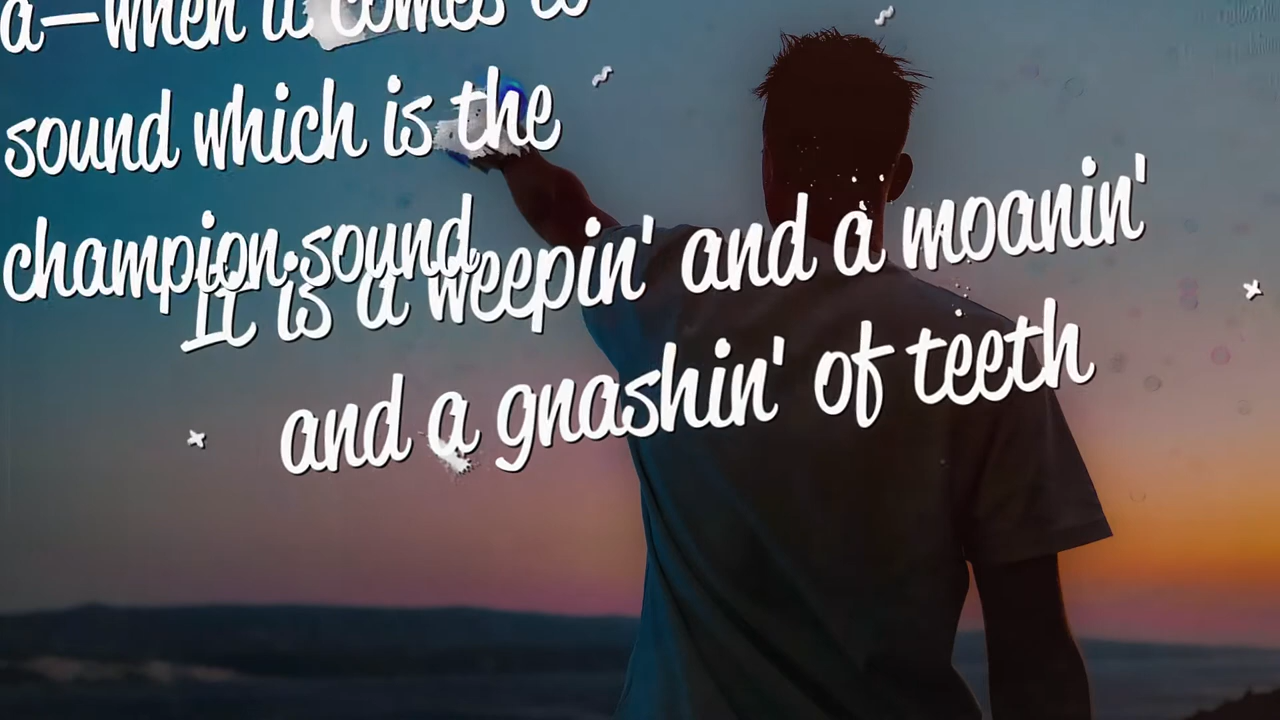 a—when it comes to
sound which is the
champion sound
It is a weepin' and a moanin'
and a gnashin' of teeth